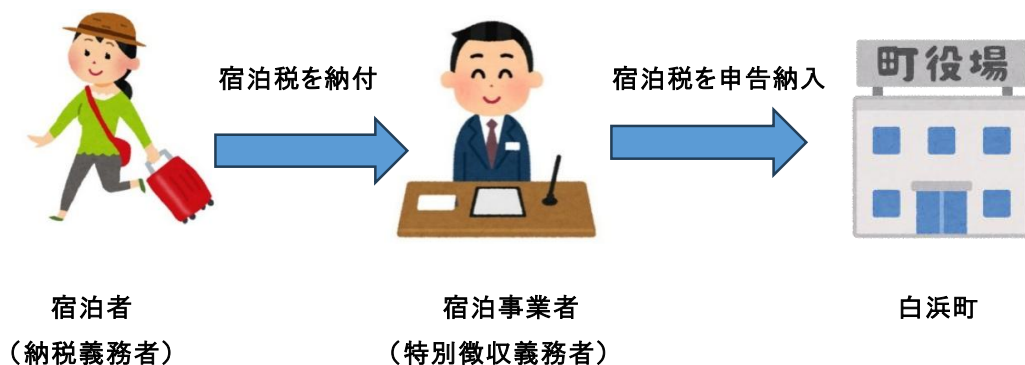 宿泊税を納付
宿泊税を申告納入
町役場
宿泊者
（納税義務者）
宿泊事業者
（特別徴収義務者）
白浜町